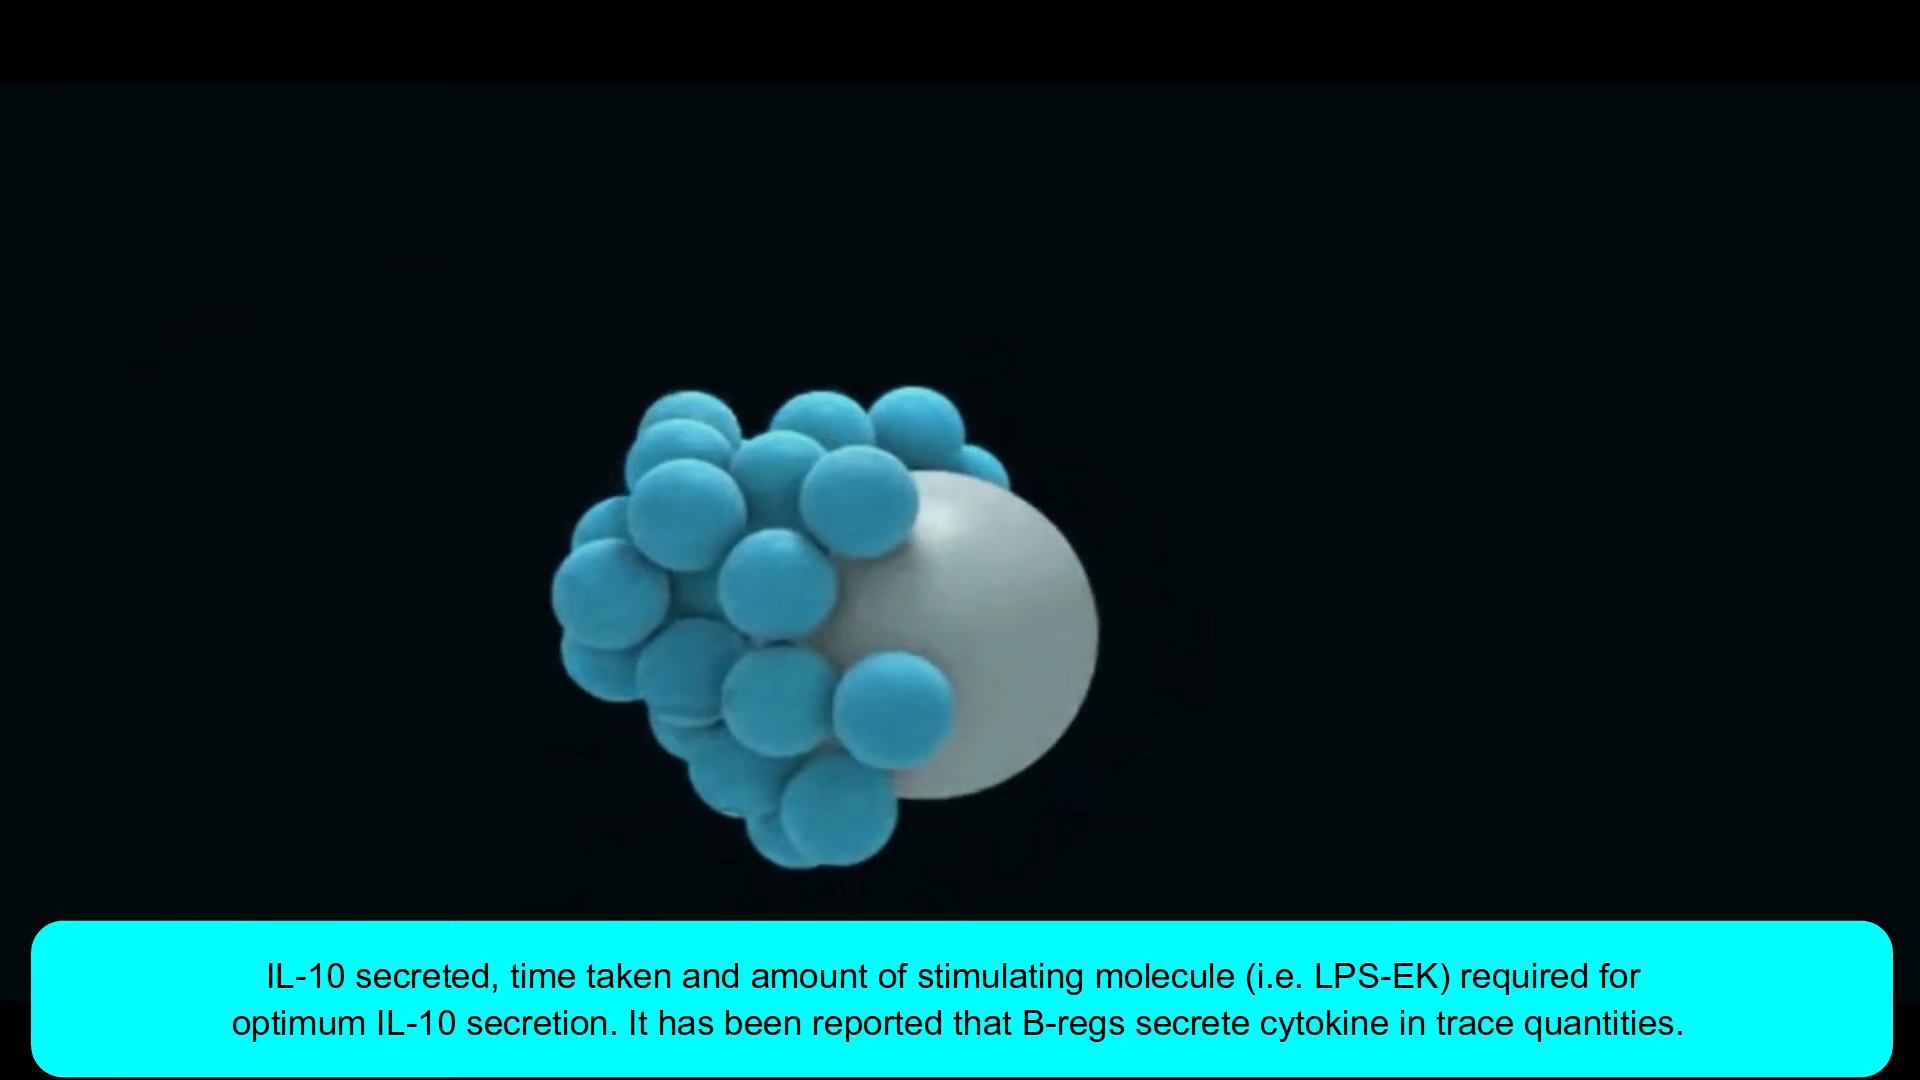 IL-10 secreted, time taken and amount of stimulating molecule (i.e. LPS-EK) required for
optimum IL-10 secretion. It has been reported that B-regs secrete cytokine in trace quantities.